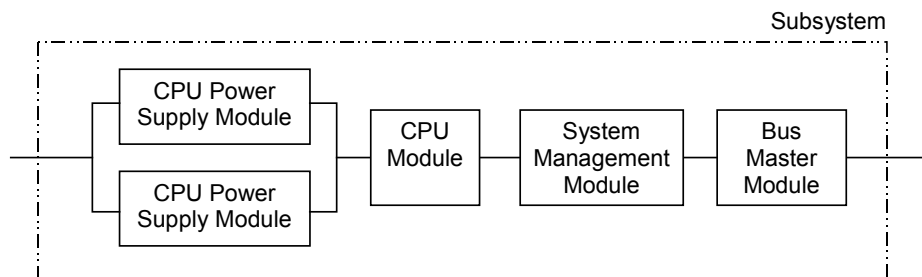 Subsystem
CPU Power
Supply Module
CPU Power
Supply Module
CPU
Module
System
Management
Module
Bus
Master
Module